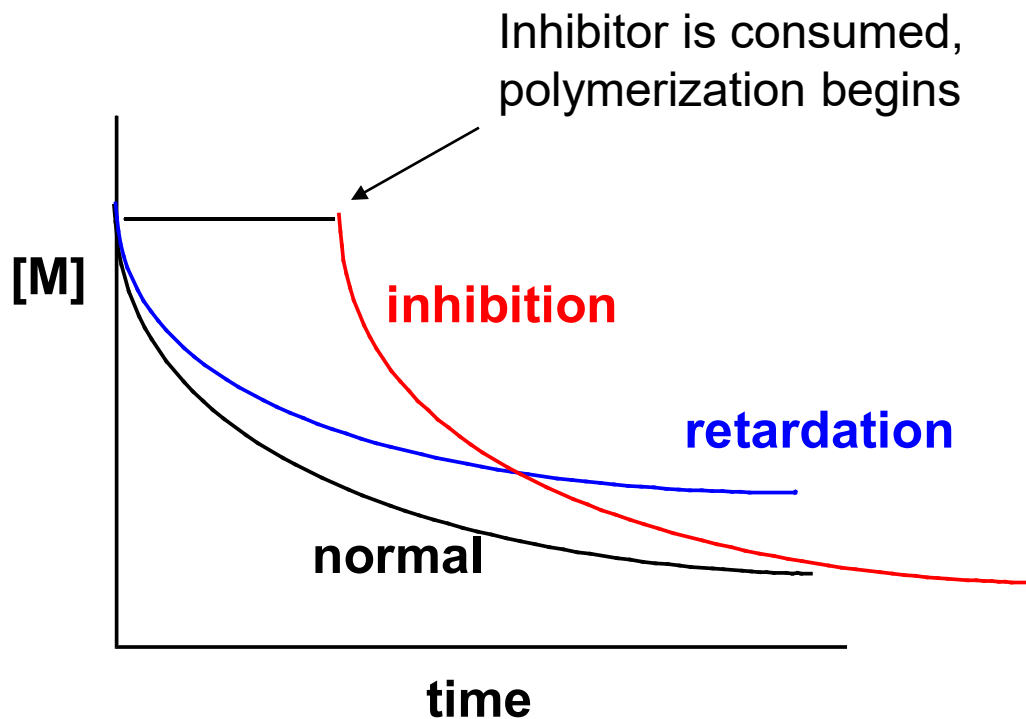 Inhibitor is consumed,
polymerization begins
[M]
inhibition
retardation
normal
time